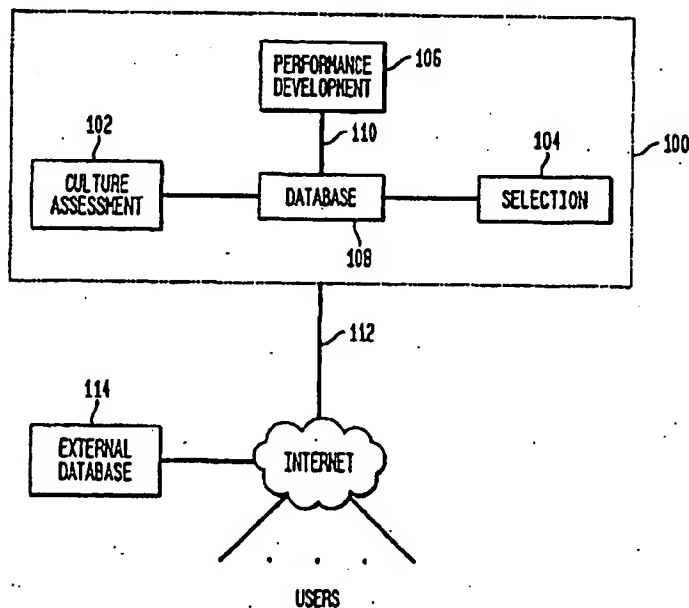 PERFORMANCE
DEVELOPMENT
106
110
102
CULTURE
ASSESSMENT
DATABASE
108
104
SELECTION
100
112
114
EXTERNAL
DATABASE
INTERNET
USERS